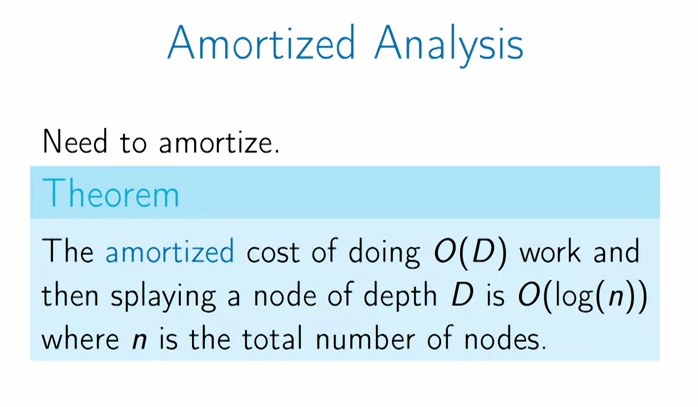 Amortized Analysis
Need to amortize.
Theorem
The amortized cost of doing O(D) work and
then splaying a node of depth D is O(log(n))
where n is the total number of nodes.